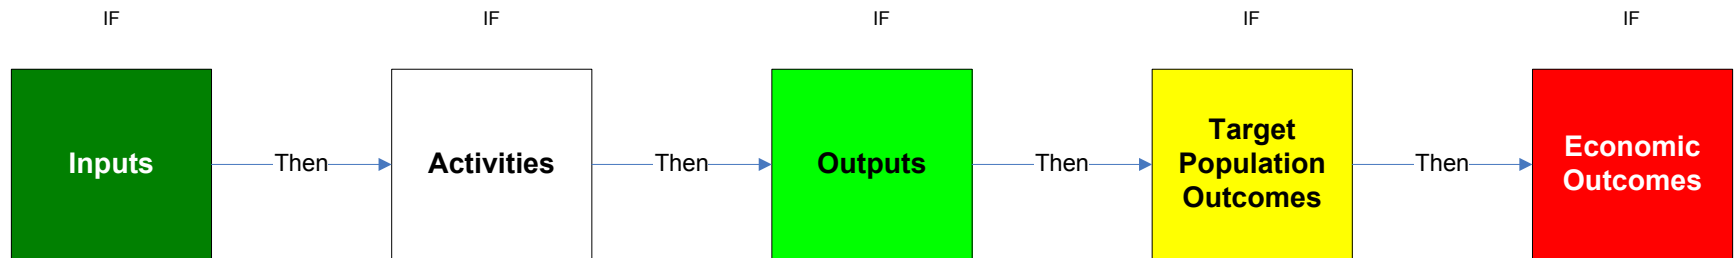 IF
IF
IF
IF
IF
Inputs
Then
Activities
Then
Outputs
Then
Target
Population
Outcomes
Then
Economic
Outcomes